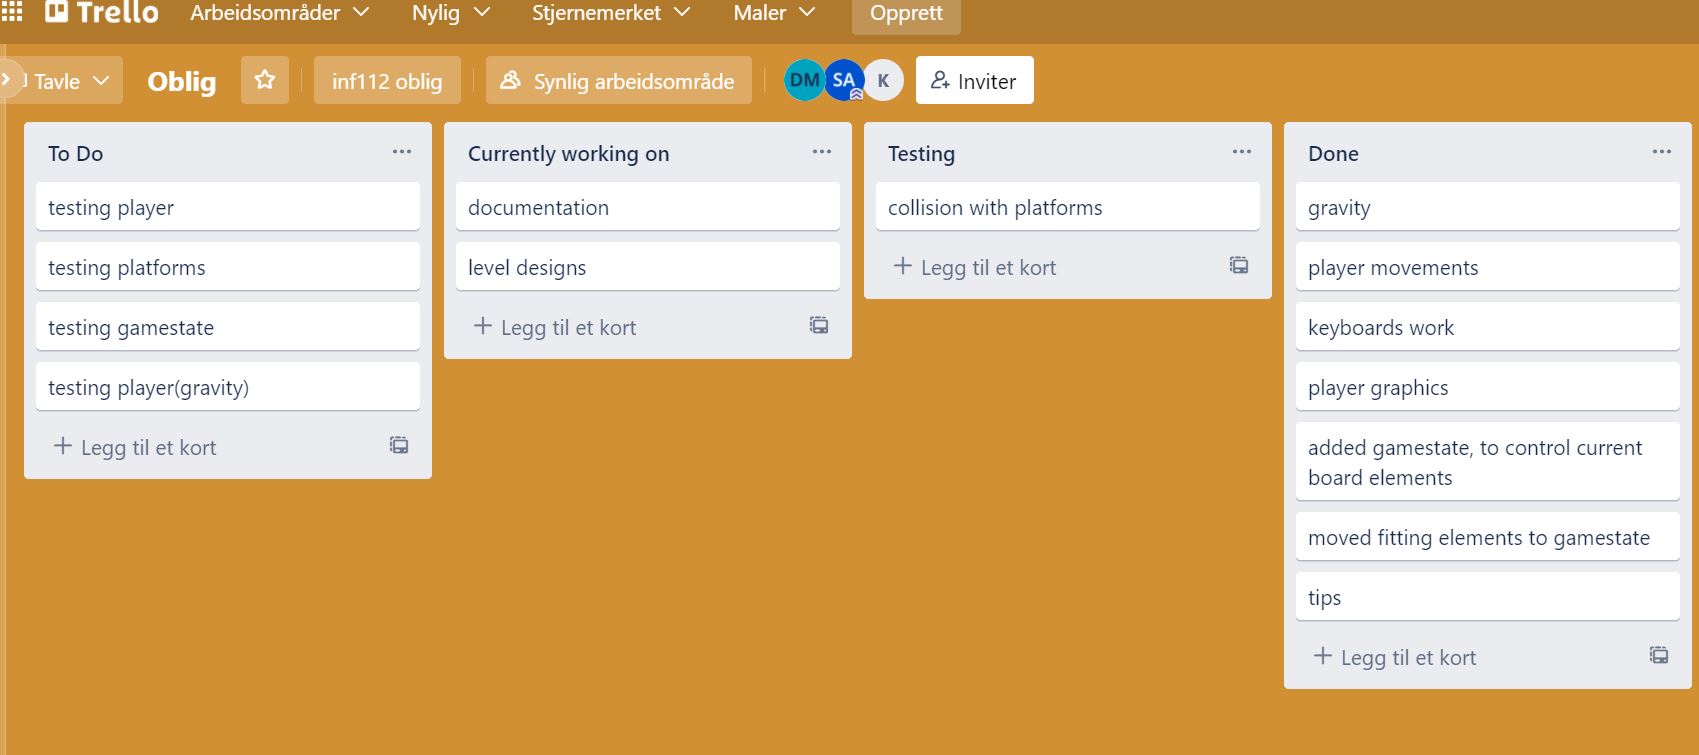 Trello Arbeidsområder Nylig Stjernemerket Maler Opprett
Tavle Oblig inf112 oblig Synlig arbeidsområde DM SA K Inviter
To Do
testing player
testing platforms
testing gamestate
testing player(gravity)
Legg til et kort
Currently working on
documentation
level designs
Legg til et kort
Testing
collision with platforms
Legg til et kort
Done
gravity
player movements
keyboards work
player graphics
added gamestate, to control current
board elements
moved fitting elements to gamestate
tips
Legg til et kort